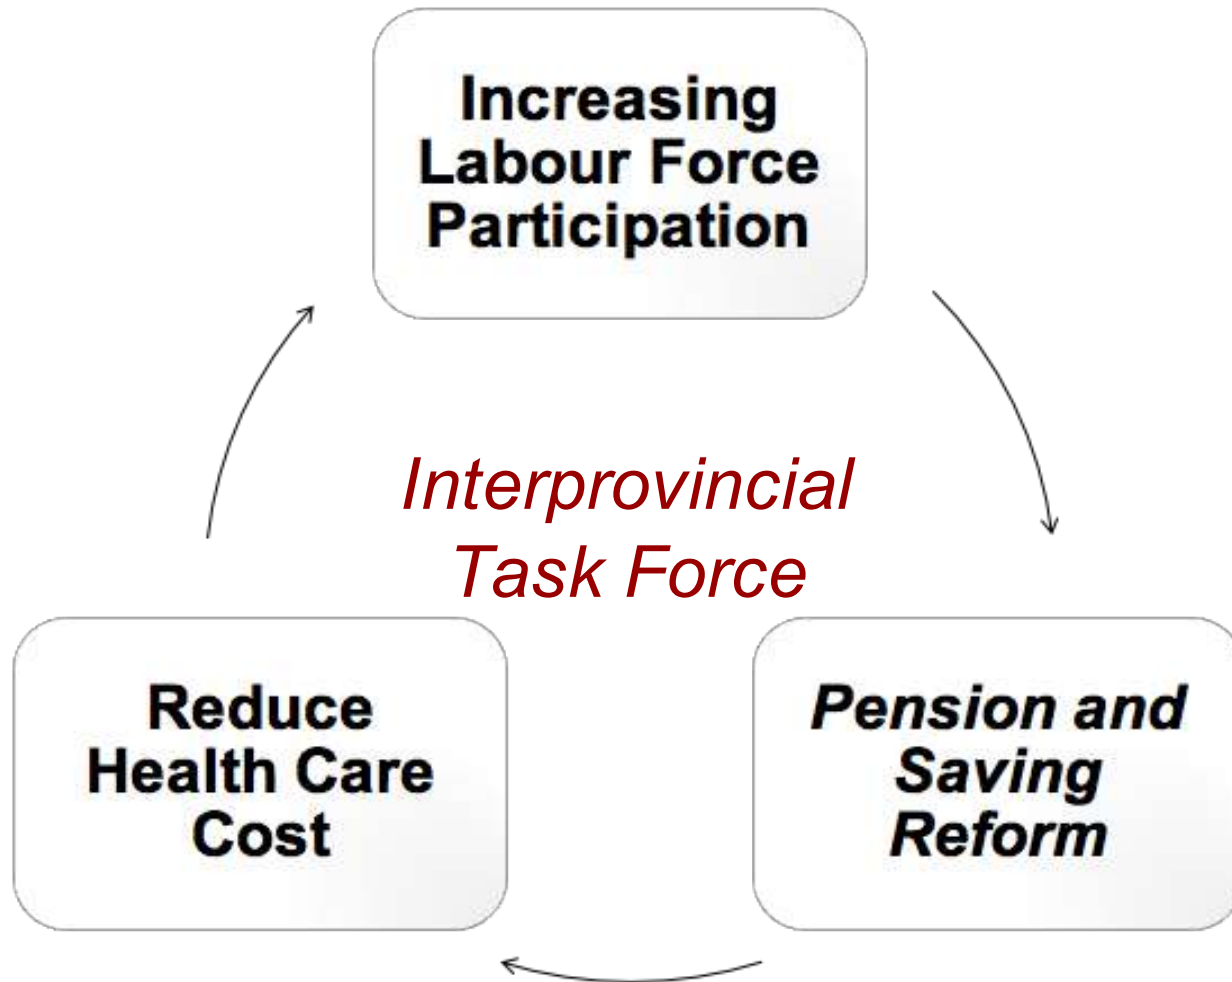 Increasing
Labour Force
Participation
Interprovincial
Task Force
Reduce
Health Care
Cost
Pension and
Saving
Reform